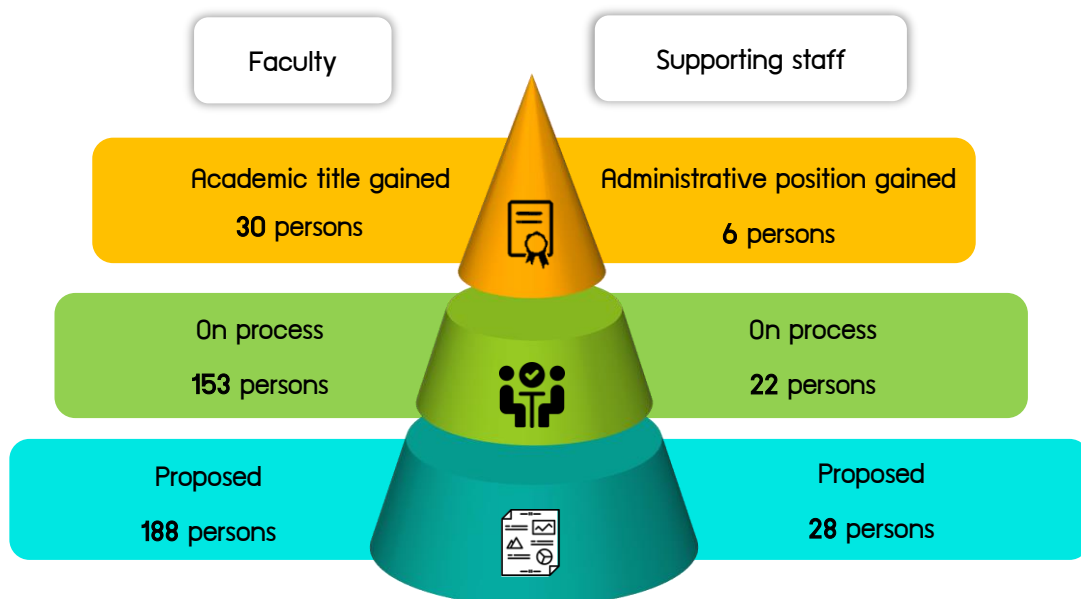 Faculty
Supporting staff
Academic title gained
30 persons
Administrative position gained
6 persons
On process
153 persons
On process
22 persons
Proposed
188 persons
Proposed
28 persons